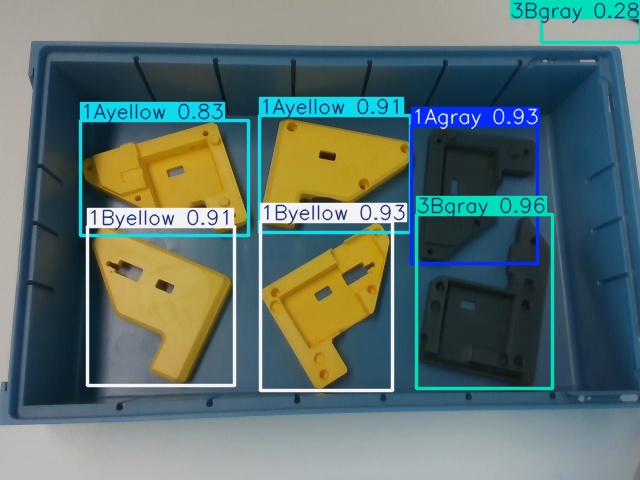 3Bgray 0.28
1Ayellow 0.83
1Ayellow 0.91
1Agray 0.93
1Byellow 0.91
1Byellow 0.93
3Bgray 0.96